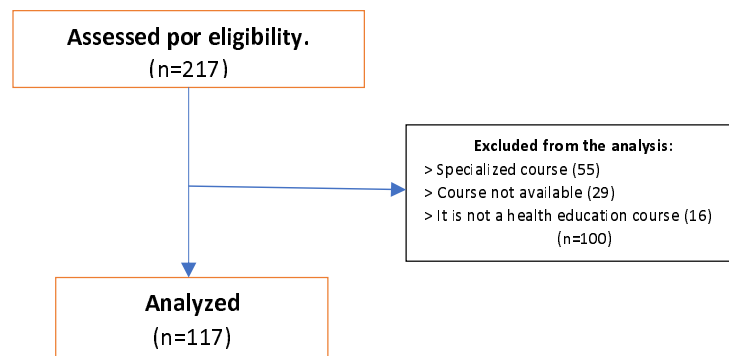 Assessed por eligibility.
(n=217)
Excluded from the analysis:
> Specialized course (55)
> Course not available (29)
> It is not a health education course (16)
(n=100)
Analyzed
(n=117)